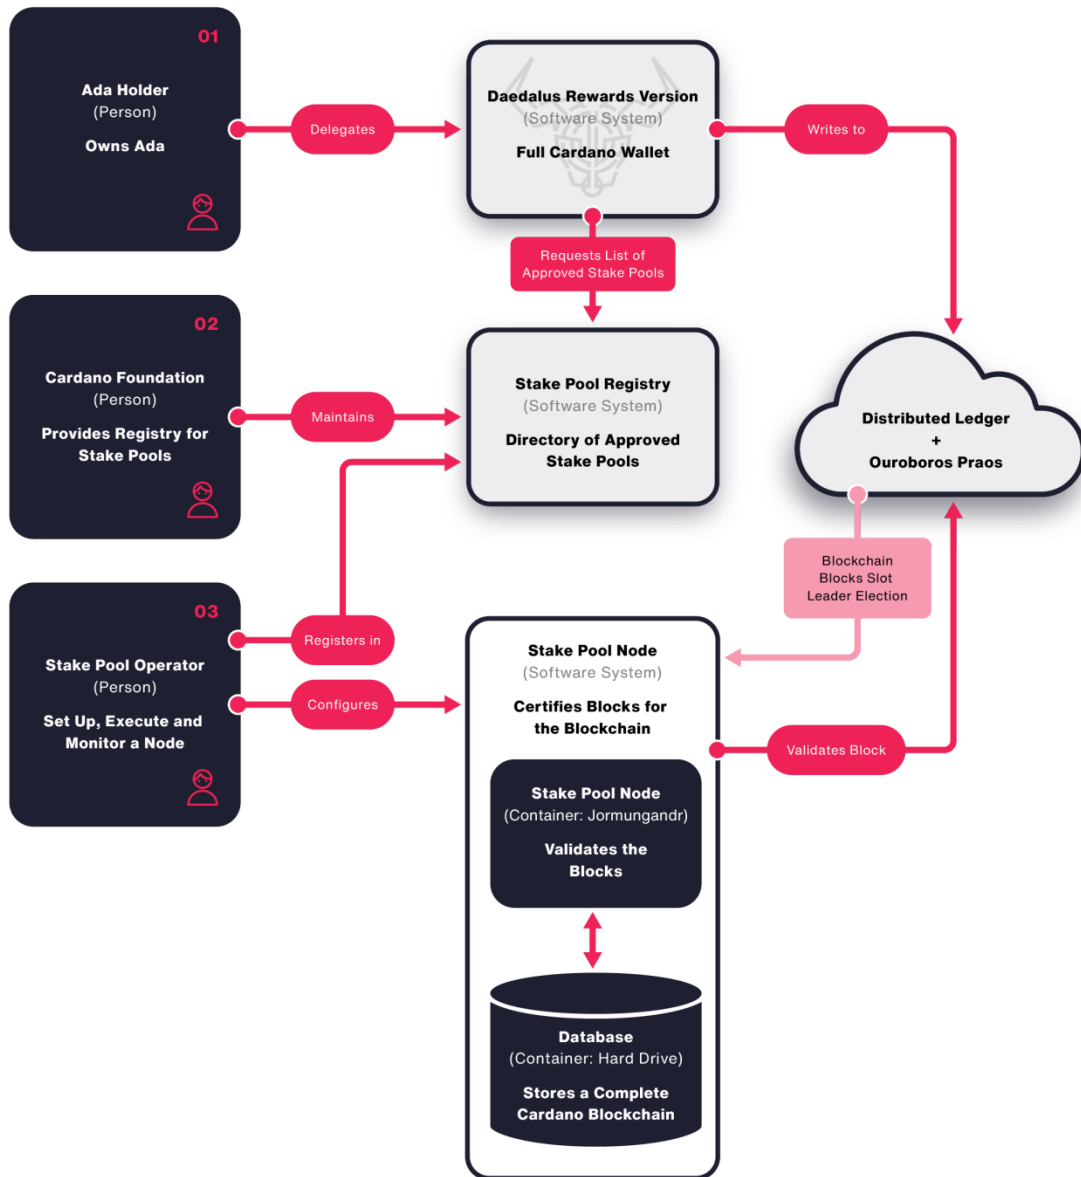 01
Ada Holder
(Person)
Owns Ada
Delegates
Daedalus Rewards Version
(Software System)
Full Cardano Wallet
Writes to
Requests List of
Approved Stake Pools
02
Cardano Foundation
(Person)
Provides Registry for
Stake Pools
Maintains
Stake Pool Registry
(Software System)
Directory of Approved
Stake Pools
Distributed Ledger
+
Ouroboros Praos
Blockchain
Blocks Slot
Leader Election
03
Stake Pool Operator
(Person)
Set Up, Execute and
Monitor a Node
Registers in
Configures
Stake Pool Node
(Software System)
Certifies Blocks for
the Blockchain
Validates Block
Stake Pool Node
(Container: Jormungandr)
Validates the
Blocks
Database
(Container: Hard Drive)
Stores a Complete
Cardano Blockchain